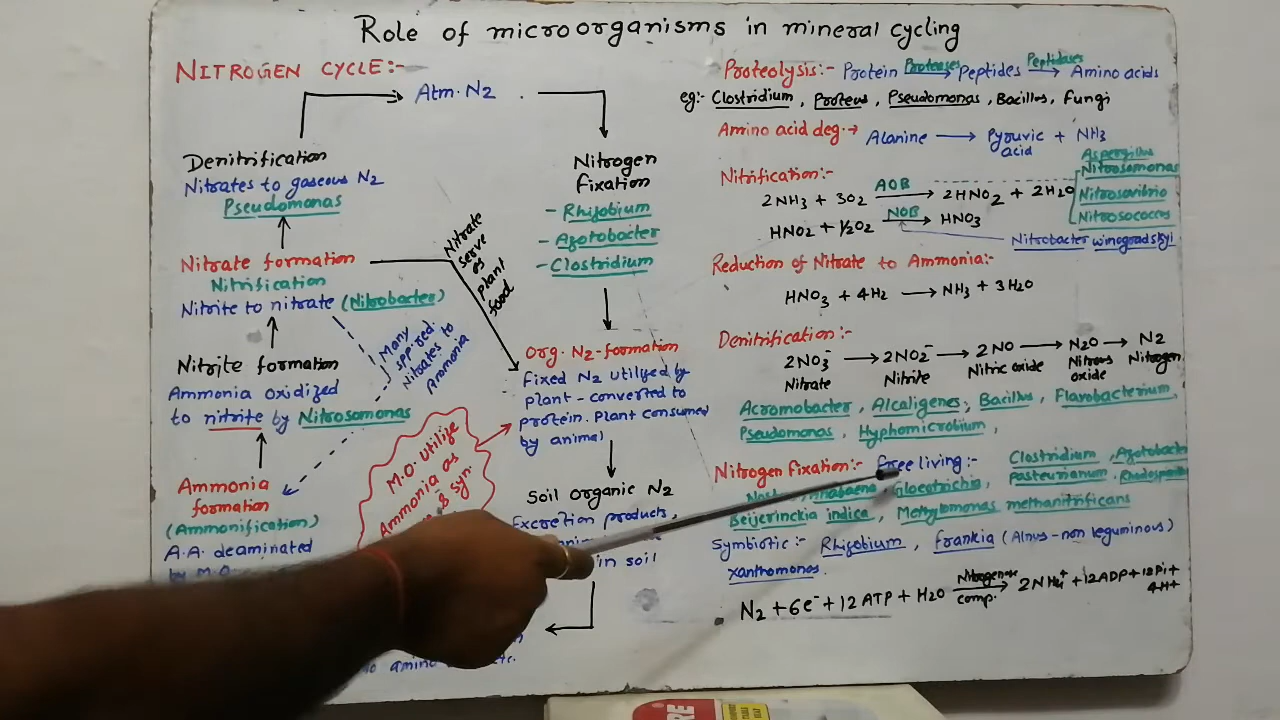 Role of microorganisms in mineral cycling
NITROGEN CYCLE:-
Atm. N2 .
Denitrification
Nitrates to gaseous N2
Pseudomonas
Nitrate formation
Nitrification
Nitrite to nitrate (Nitrobacter)
Nitrite formation
Ammonia oxidized
to nitrite by Nitrosomonas
Ammonia
formation
(Ammonification)
A.A. deaminated
by M.O.
Nitrate
serve
as
plant
food
Many
spp. red.
Nitrates to
Ammonia
M.O. Utilize
Ammonia as
& Syn.
Nitrogen
Fixation
- Rhizobium
- Azotobacter
- Clostridium
Org. N2-formation
Fixed N2 utilized by
plant - converted to
protein. Plant consumed
by animal
Soil organic N2
Excretion products,
in soil
amino
etc.
Proteolysis:- Protein Proteases Peptides Peptidases Amino acids
eg:- Clostridium, Proteus, Pseudomonas, Bacillus, Fungi
Amino acid deg. → Alanine → Pyruvic acid + NH3
Nitrification:-
2NH3 + 3O2 AOB → 2HNO2 + 2H2O
Aspergillus
Nitrosomonas
Nitrosovibrio
Nitrosococcus
HNO2 + 1/2O2 NOB → HNO3
Nitrobacter winogradskyi
Reduction of Nitrate to Ammonia:-
HNO3 + 4H2 → NH3 + 3H2O
Denitrification:-
2NO3⁻ → 2NO2⁻ → 2NO → N2O → N2
Nitrate Nitrite Nitric oxide Nitrous oxide Nitrogen
Acromobacter, Alcaligenes, Bacillus, Flavobacterium,
Pseudomonas, Hyphomicrobium,
Nitrogen Fixation:- Free living:- Clostridium pasteurianum, Azotobacter
Gloeotrichia,
Beijerinckia indica, Methylomonas methanitrificans
Symbiotic:- Rhizobium, Frankia (Alnus-non leguminous)
Xanthomonas.
N2 + 6e⁻ + 12ATP + H2O Nitrogenase comp. → 2NH4⁺ + 12ADP + 12Pi + 4H+